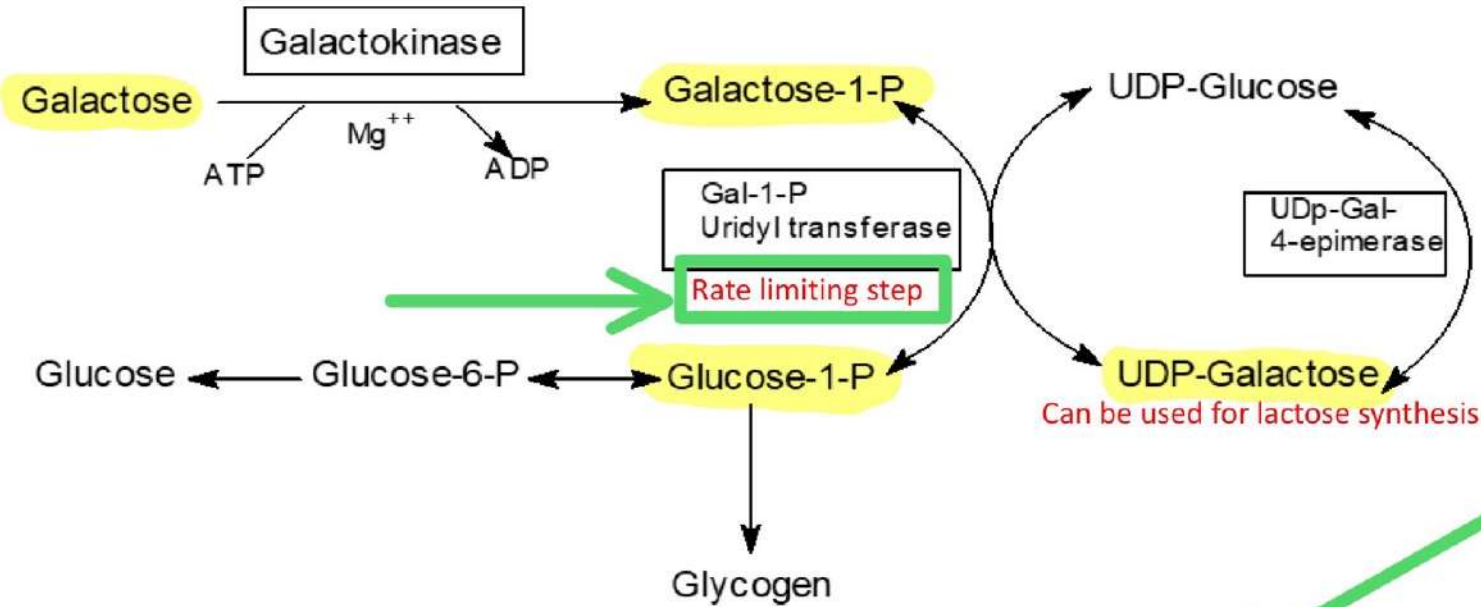 Galactokinase
Galactose
Mg++
ATP
ADP
Galactose-1-P
UDP-Glucose
Gal-1-P
Uridyl transferase
UDp-Gal-
4-epimerase
Rate limiting step
Glucose
Glucose-6-P
Glucose-1-P
UDP-Galactose
Can be used for lactose synthesis
Glycogen